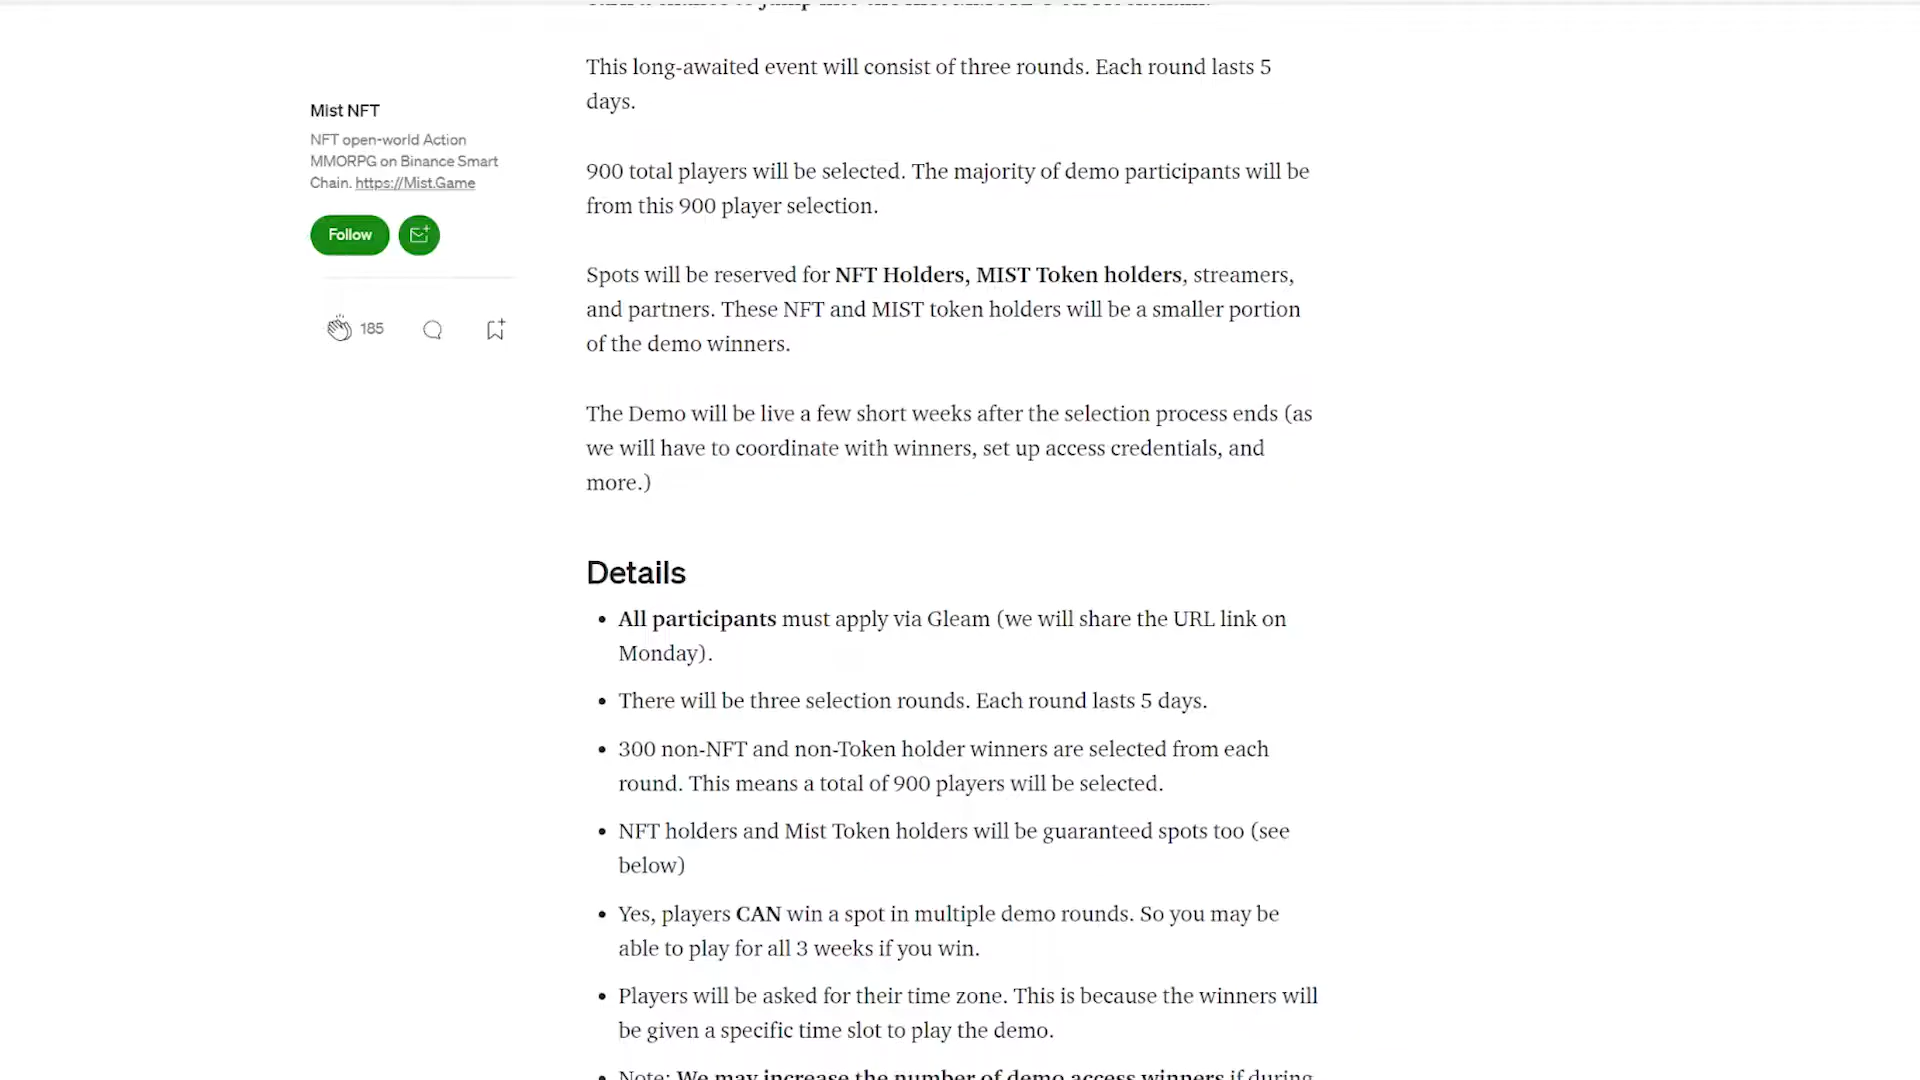 This long-awaited event will consist of three rounds. Each round lasts 5
days.
Mist NFT
NFT open-world Action
MMORPG on Binance Smart
Chain. https://Mist.Game
Follow
185
900 total players will be selected. The majority of demo participants will be
from this 900 player selection.
Spots will be reserved for NFT Holders, MIST Token holders, streamers,
and partners. These NFT and MIST token holders will be a smaller portion
of the demo winners.
The Demo will be live a few short weeks after the selection process ends (as
we will have to coordinate with winners, set up access credentials, and
more.)
Details
• All participants must apply via Gleam (we will share the URL link on
Monday).
• There will be three selection rounds. Each round lasts 5 days.
• 300 non-NFT and non-Token holder winners are selected from each
round. This means a total of 900 players will be selected.
• NFT holders and Mist Token holders will be guaranteed spots too (see
below)
• Yes, players CAN win a spot in multiple demo rounds. So you may be
able to play for all 3 weeks if you win.
• Players will be asked for their time zone. This is because the winners will
be given a specific time slot to play the demo.
• Note: We may increase the number of demo access winners if during